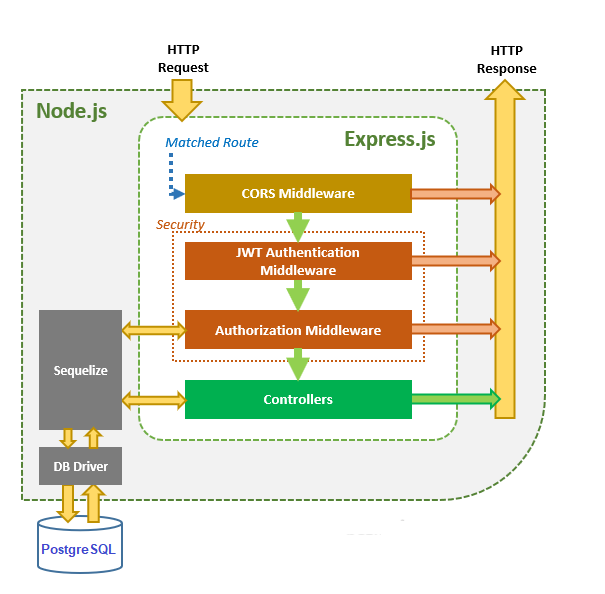 HTTP
Request
HTTP
Response
Node.js
Express.js
Matched Route
CORS Middleware
Security
JWT Authentication
Middleware
Authorization Middleware
Sequelize
Controllers
DB Driver
PostgreSQL